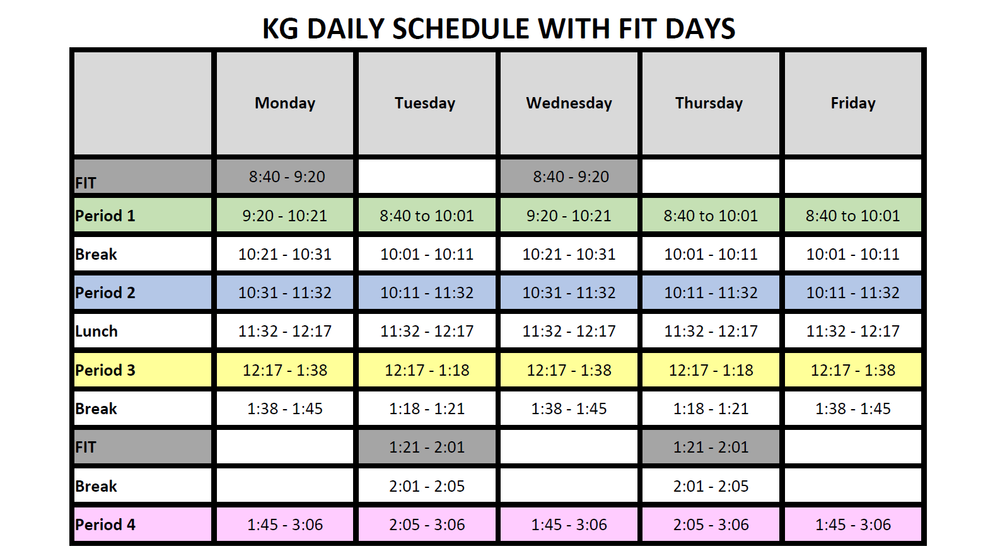 KG DAILY SCHEDULE WITH FIT DAYS
Monday Tuesday Wednesday Thursday Friday
FIT 8:40 - 9:20 8:40 - 9:20
Period 1 9:20 - 10:21 8:40 to 10:01 9:20 - 10:21 8:40 to 10:01 8:40 to 10:01
Break 10:21 - 10:31 10:01 - 10:11 10:21 - 10:31 10:01 - 10:11 10:01 - 10:11
Period 2 10:31 - 11:32 10:11 - 11:32 10:31 - 11:32 10:11 - 11:32 10:11 - 11:32
Lunch 11:32 - 12:17 11:32 - 12:17 11:32 - 12:17 11:32 - 12:17 11:32 - 12:17
Period 3 12:17 - 1:38 12:17 - 1:18 12:17 - 1:38 12:17 - 1:18 12:17 - 1:38
Break 1:38 - 1:45 1:18 - 1:21 1:38 - 1:45 1:18 - 1:21 1:38 - 1:45
FIT 1:21 - 2:01 1:21 - 2:01
Break 2:01 - 2:05 2:01 - 2:05
Period 4 1:45 - 3:06 2:05 - 3:06 1:45 - 3:06 2:05 - 3:06 1:45 - 3:06